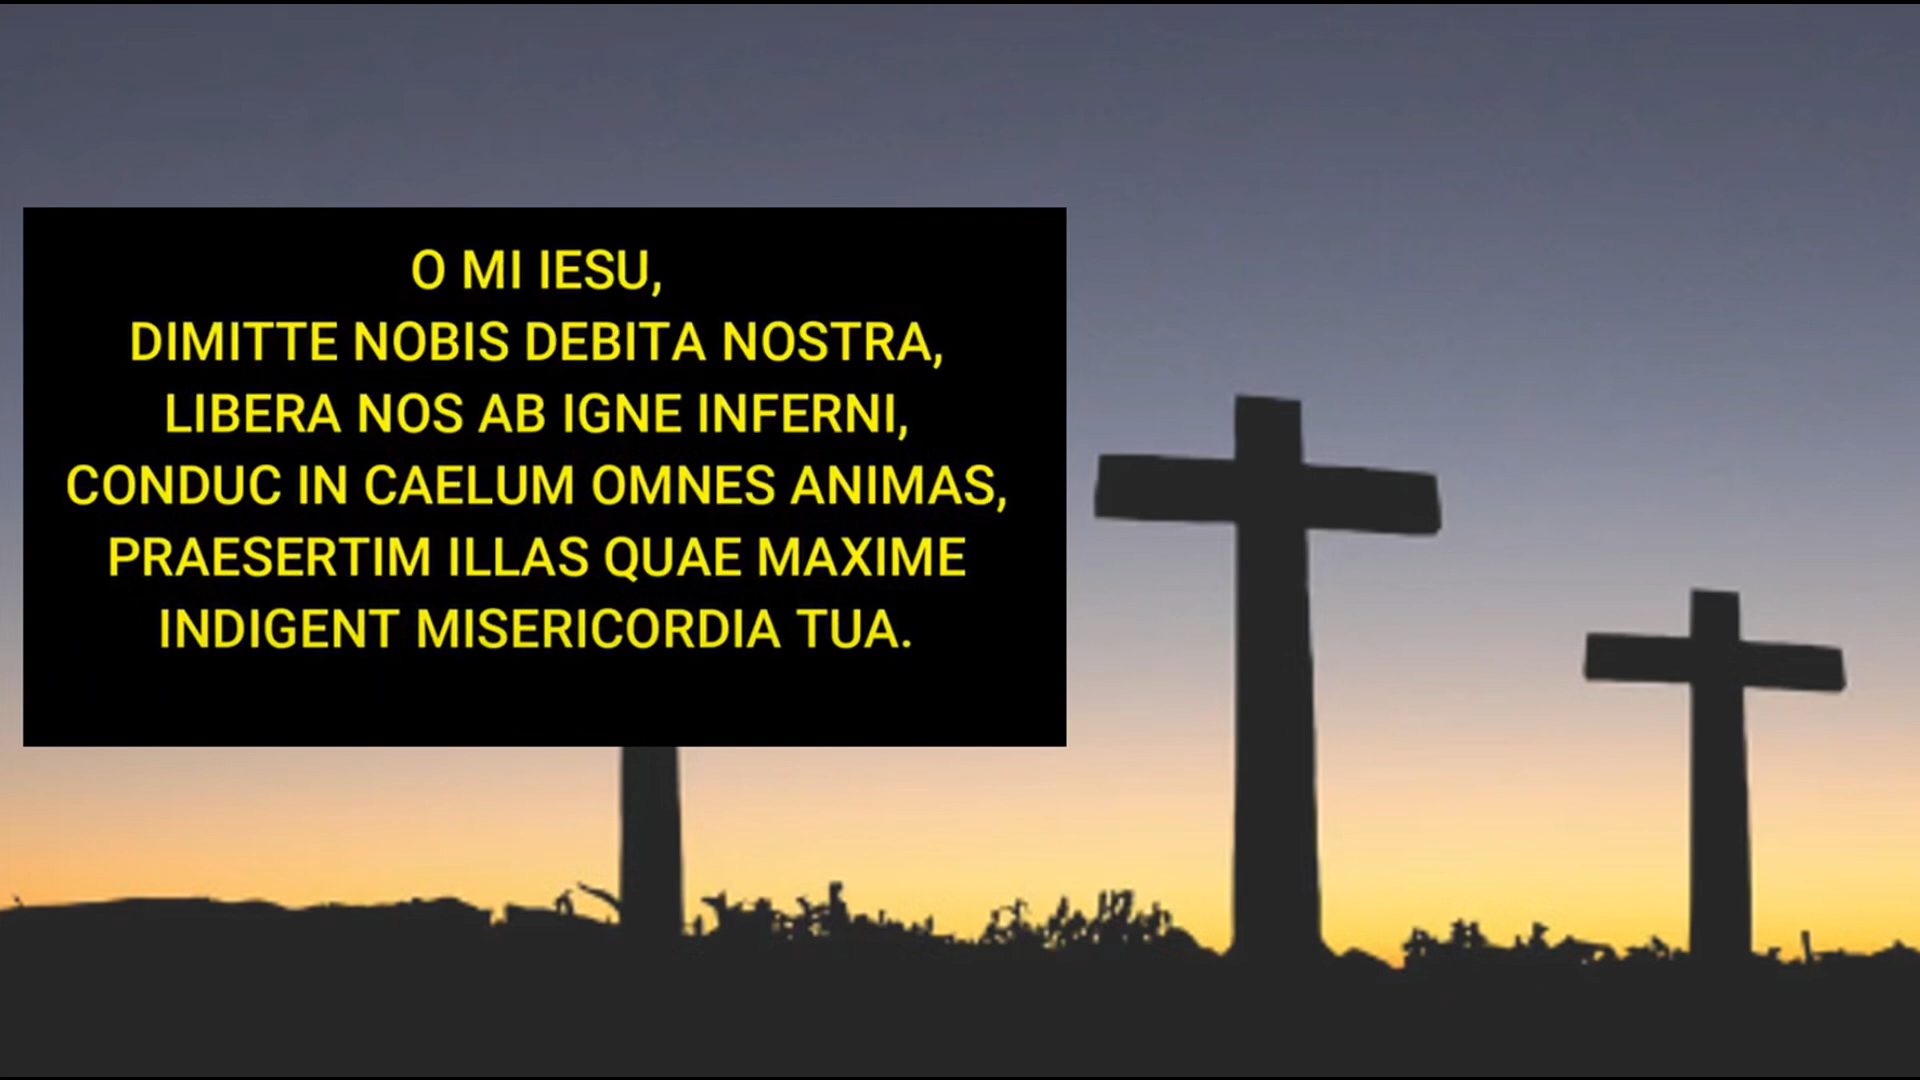 O MI IESU,
DIMITTE NOBIS DEBITA NOSTRA,
LIBERA NOS AB IGNE INFERNI,
CONDUC IN CAELUM OMNES ANIMAS,
PRAESERTIM ILLAS QUAE MAXIME
INDIGENT MISERICORDIA TUA.